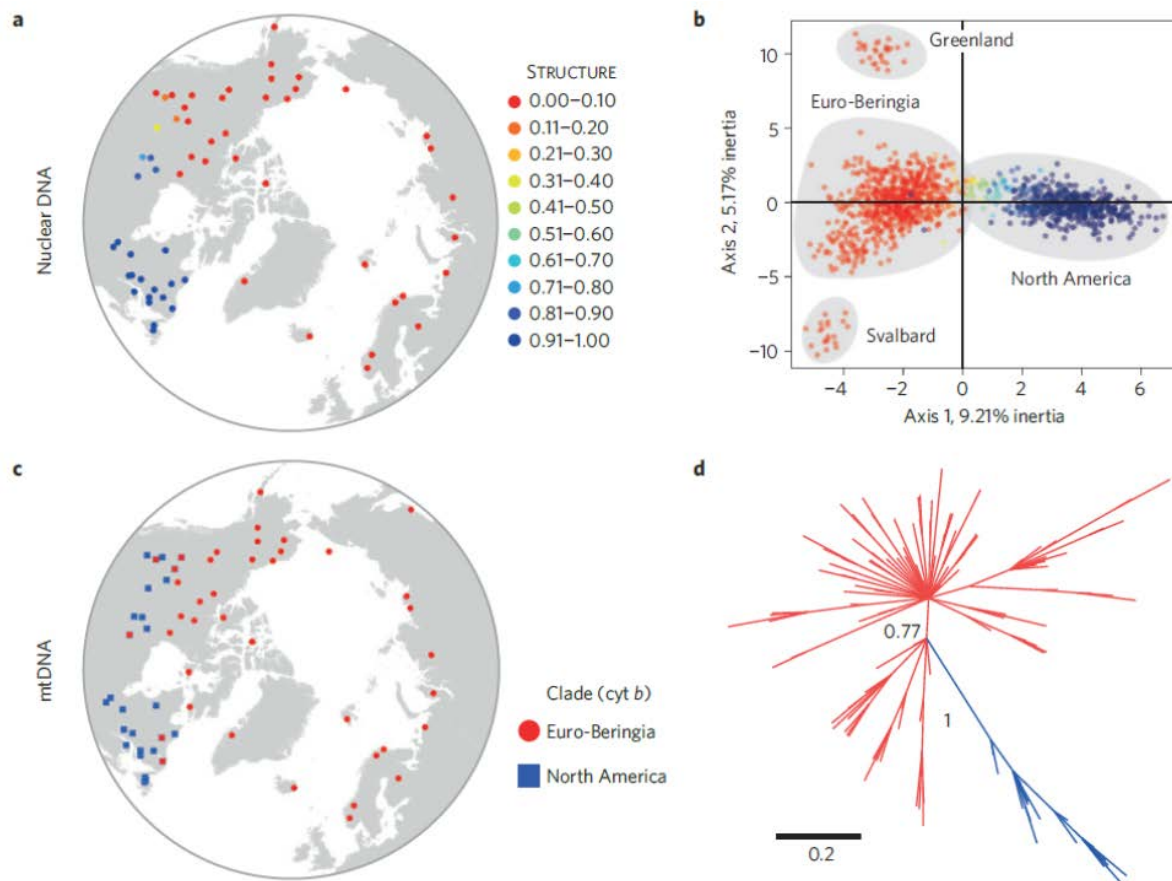 a
Nuclear DNA
STRUCTURE
0.00–0.10
0.11–0.20
0.21–0.30
0.31–0.40
0.41–0.50
0.51–0.60
0.61–0.70
0.71–0.80
0.81–0.90
0.91–1.00
b
Axis 2, 5.17% inertia
10
5
0
−5
−10
Greenland
Euro-Beringia
North America
Svalbard
−4 −2 0 2 4 6
Axis 1, 9.21% inertia
c
mtDNA
Clade (cyt b)
Euro-Beringia
North America
d
0.77
1
0.2